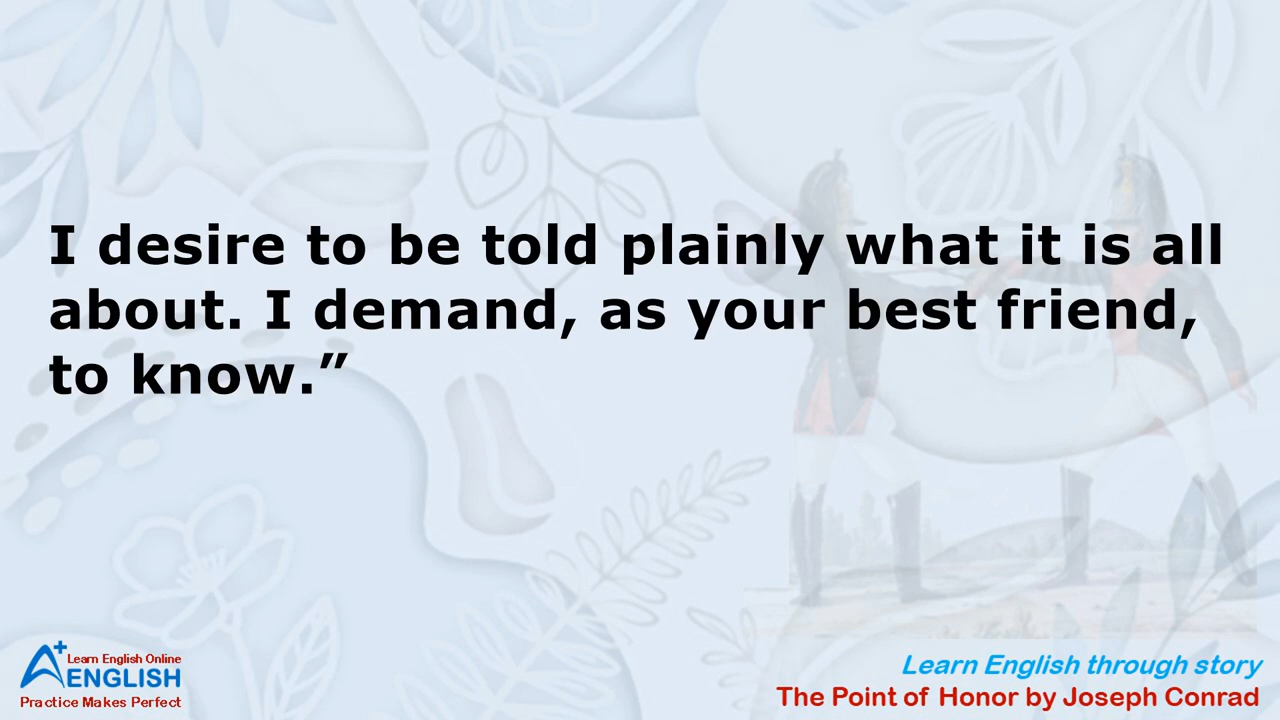 I desire to be told plainly what it is all
about. I demand, as your best friend,
to know.”
A+
Learn English Online
ENGLISH
Practice Makes Perfect
Learn English through story
The Point of Honor by Joseph Conrad